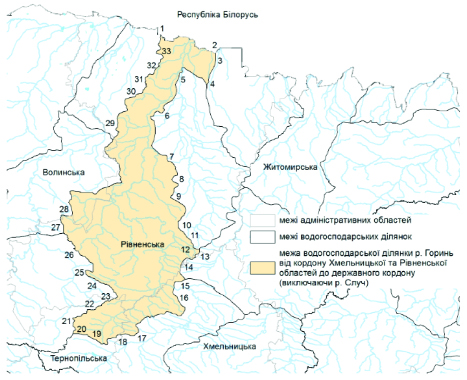 Республіка Білорусь
1
2
33
3
32
5
4
31
30
6
29
7
Житомирська
Волинська
8
9
28
межі адміністративних областей
10
27
11
межі водогосподарських ділянок
Рівненська
12
13
26
межа водогосподарської ділянки р. Горинь
від кордону Хмельницької та Рівненської
областей до державного кордону
(виключаючи р. Случ)
14
25
15
24
23
16
22
21
20
19
18
17
Хмельницька
Тернопільська